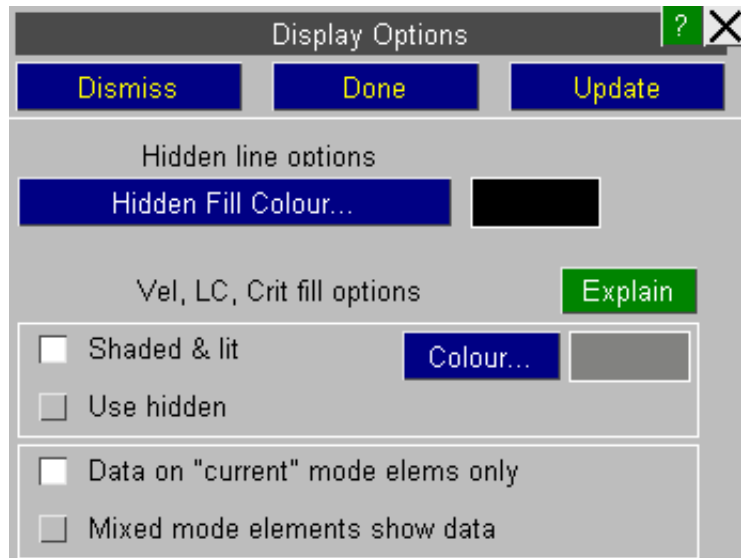 Display Options ?
Dismiss Done Update
Hidden line options
Hidden Fill Colour...
Vel, LC, Crit fill options Explain
Shaded & lit Colour...
Use hidden
Data on "current" mode elems only
Mixed mode elements show data